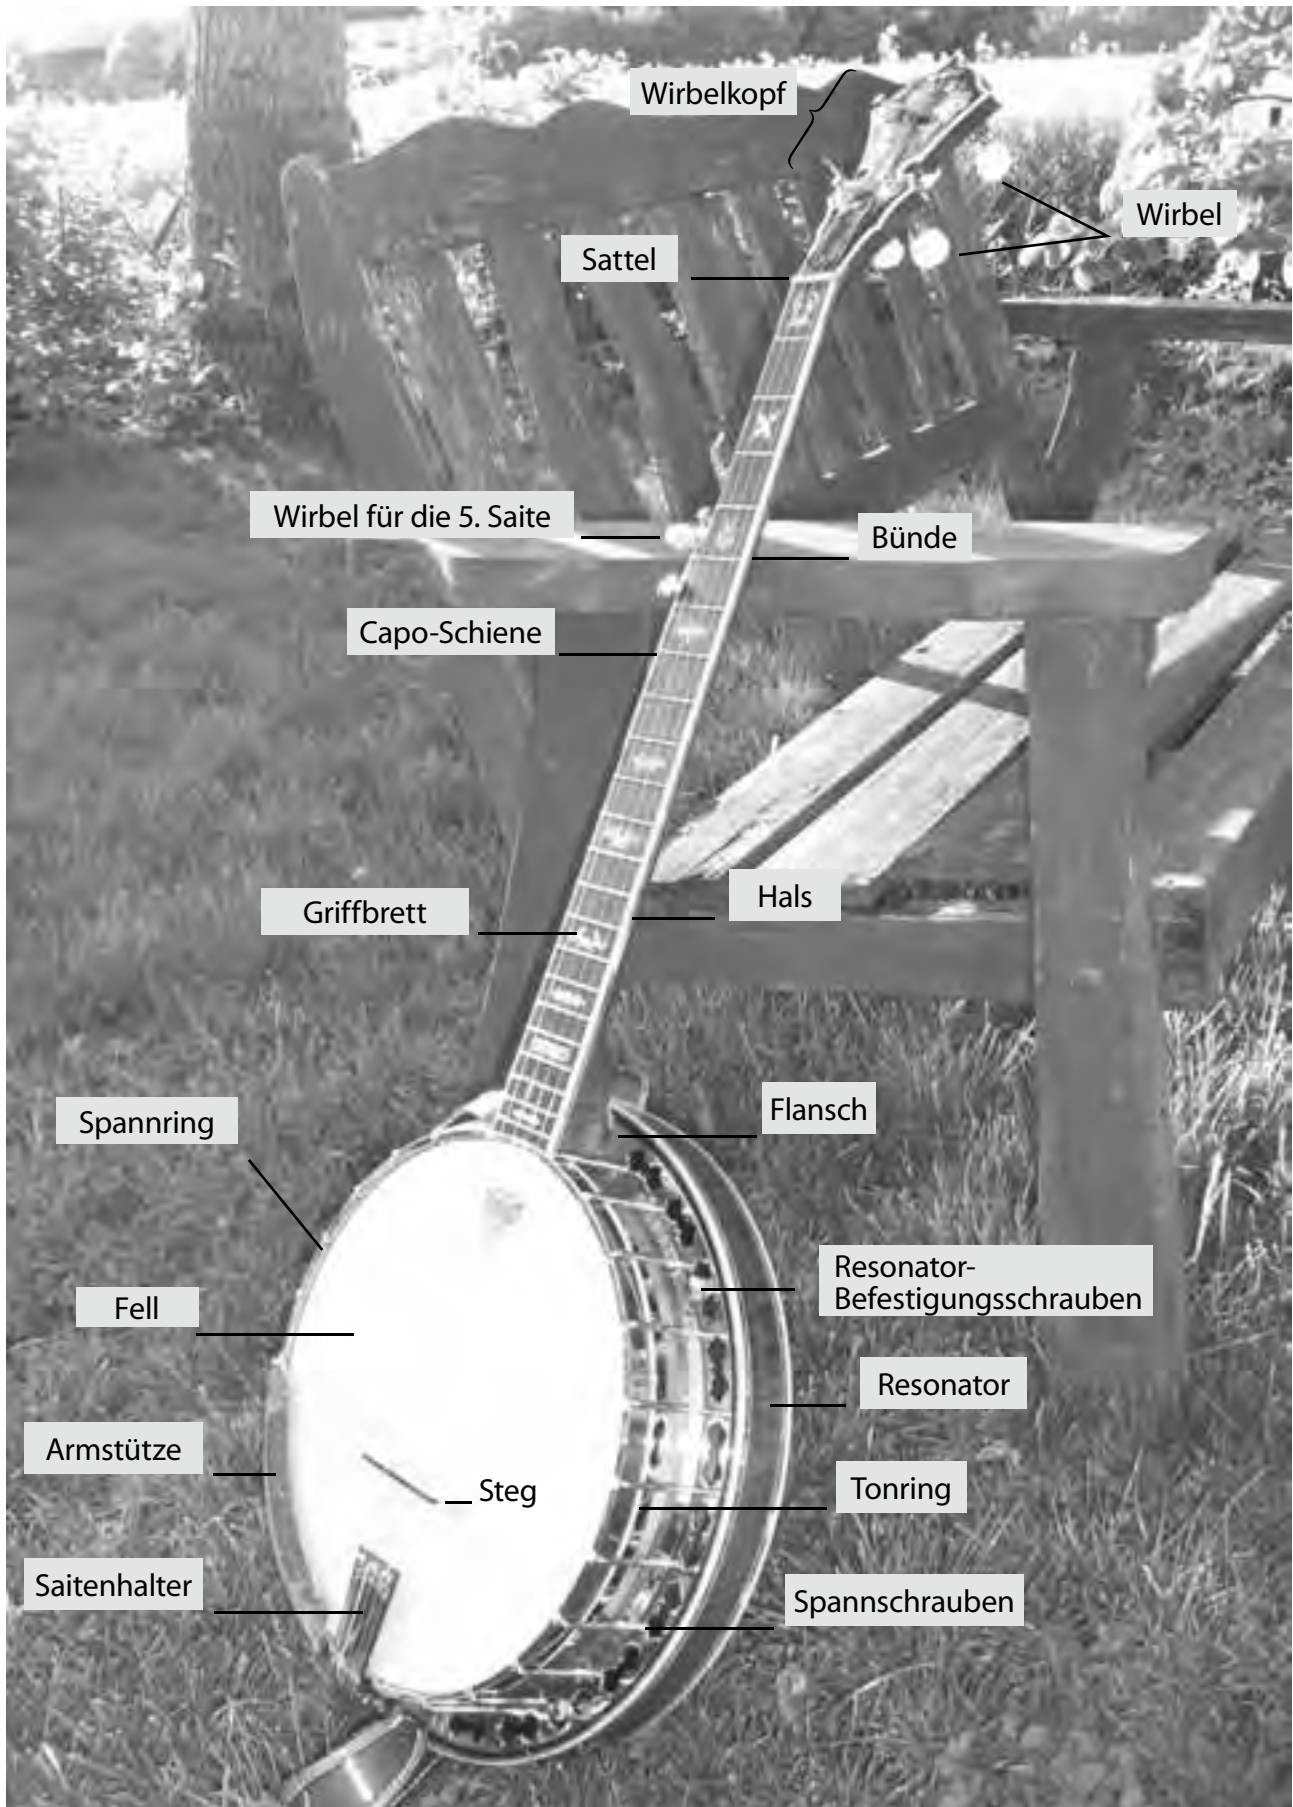 Wirbelkopf
Wirbel
Sattel
Wirbel für die 5. Saite
Bünde
Capo-Schiene
Hals
Griffbrett
Flansch
Spannring
Resonator-
Befestigungsschrauben
Fell
Resonator
Armstütze
Steg
Tonring
Saitenhalter
Spannschrauben